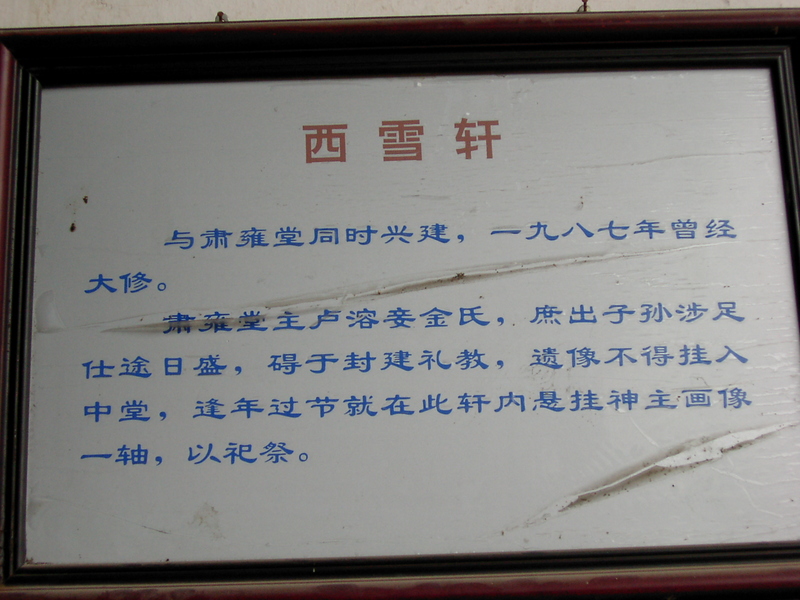 西雪轩
与肃雍堂同时兴建，一九八七年曾经
大修。
肃雍堂主卢溶妾金氏，庶出子孙涉足
仕途日盛，碍于封建礼教，遗像不得挂入
中堂，逢年过节就在此轩内悬挂神主画像
一轴，以祀祭。